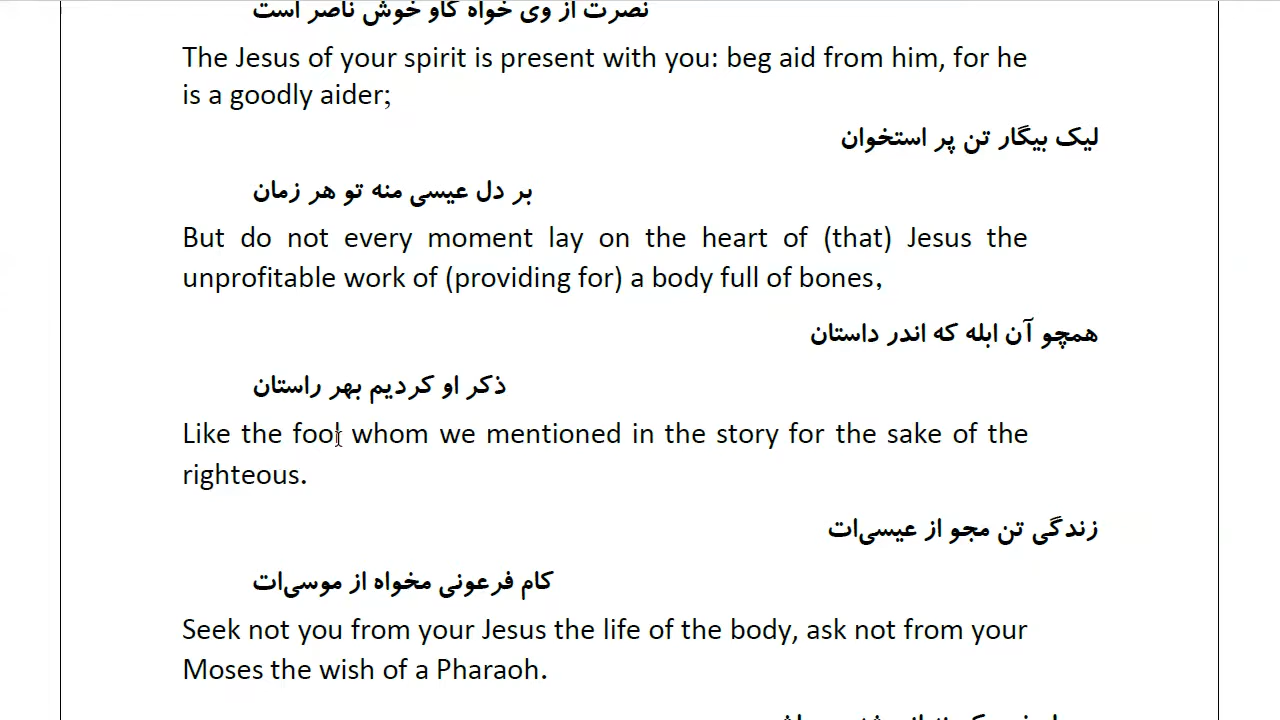 نصرت از وی خواه کاو خوش ناصر است
The Jesus of your spirit is present with you: beg aid from him, for he
is a goodly aider;
لیک بیگار تن پر استخوان
بر دل عیسی منه تو هر زمان
But do not every moment lay on the heart of (that) Jesus the
unprofitable work of (providing for) a body full of bones,
همچو آن ابله که اندر داستان
ذکر او کردیم بهر راستان
Like the fool whom we mentioned in the story for the sake of the
righteous.
زندگی تن مجو از عیسی‌ات
کام فرعونی مخواه از موسی‌ات
Seek not you from your Jesus the life of the body, ask not from your
Moses the wish of a Pharaoh.